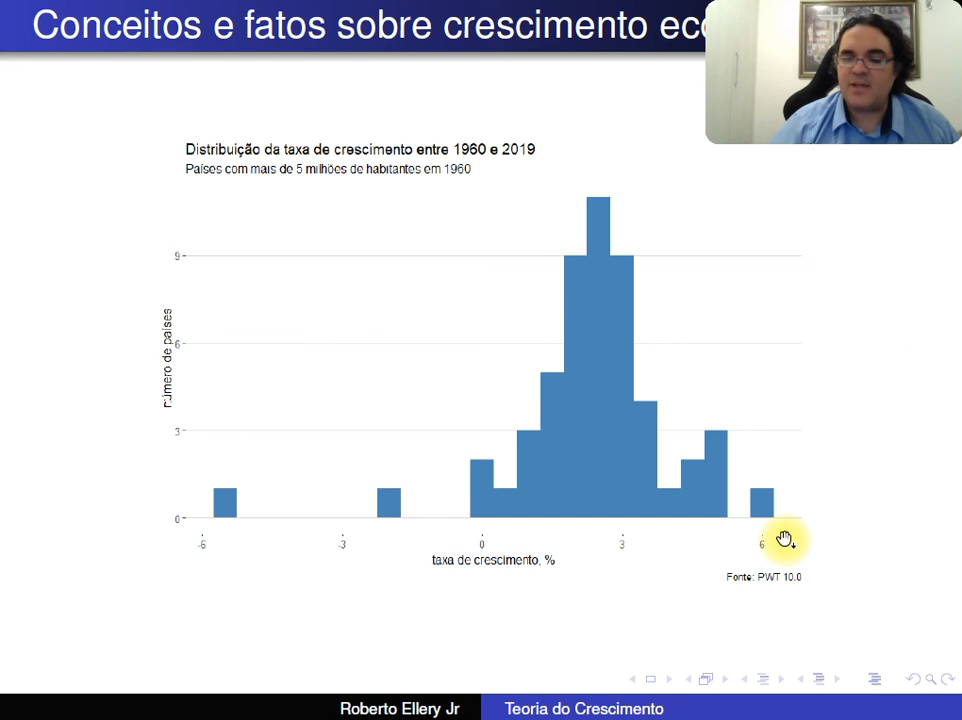 Conceitos e fatos sobre crescimento
Distribuição da taxa de crescimento entre 1960 e 2019
Países com mais de 5 milhões de habitantes em 1960
número de países
9
6
3
0
-6
-3
0
3
6
taxa de crescimento, %
Fonte: PWT 10.0
Roberto Ellery Jr
Teoria do Crescimento